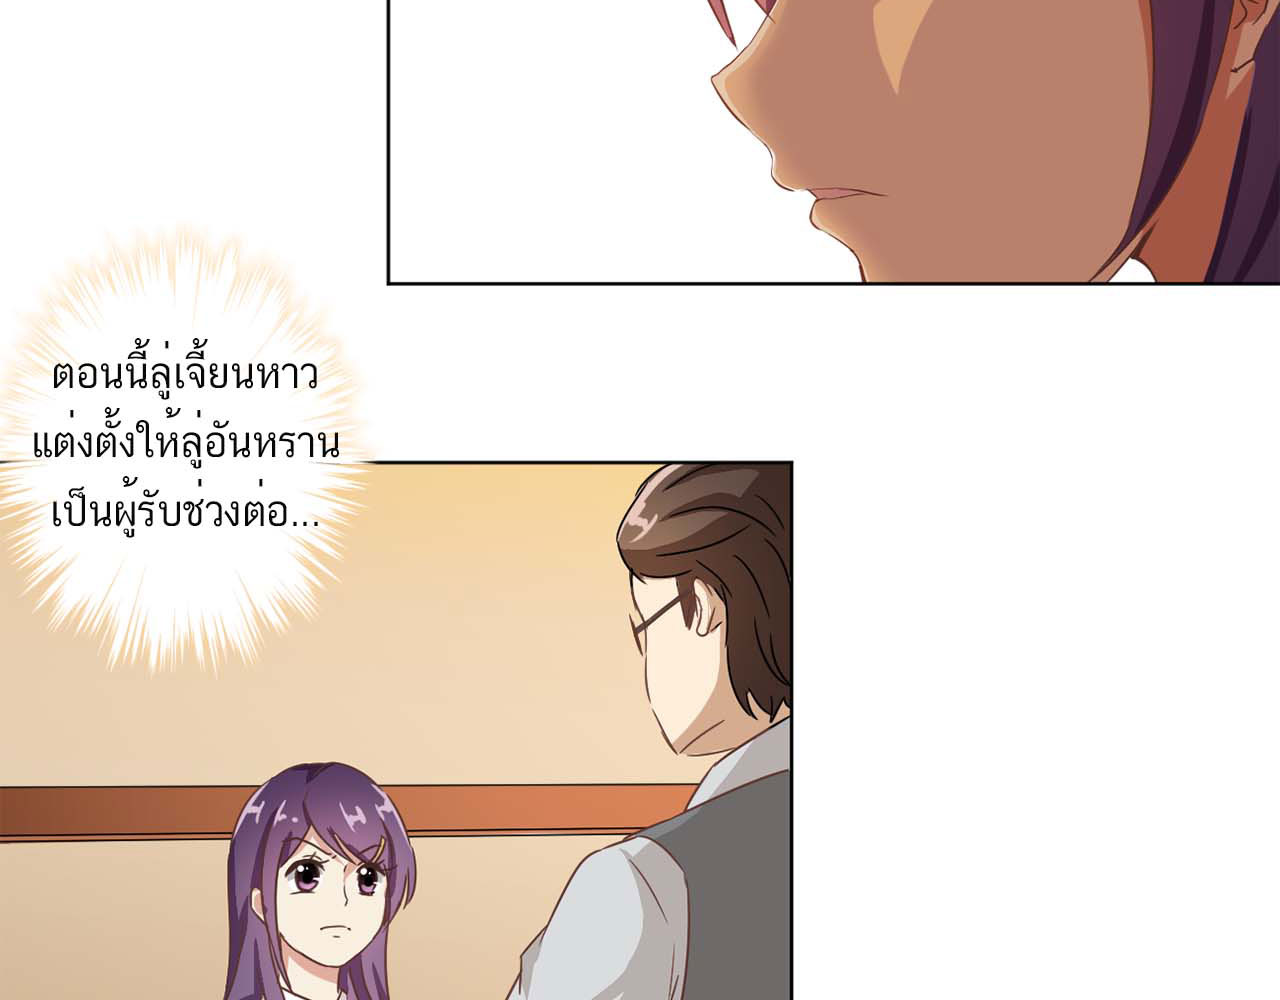 ตอนนี้ลู่เจี้ยนหาว
แต่งตั้งให้ลู่อันหราน
เป็นผู้รับช่วงต่อ...